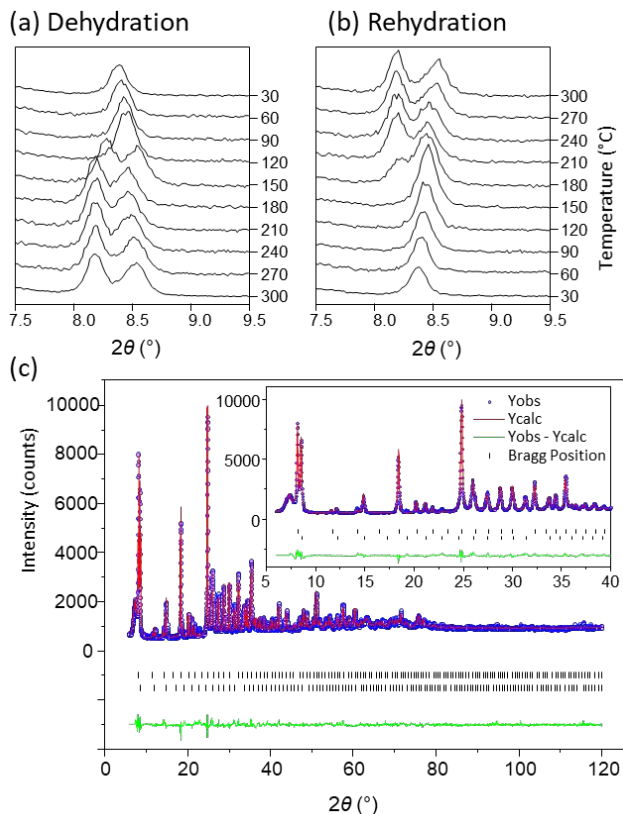 (a) Dehydration
(b) Rehydration
30
60
90
120
150
180
210
240
270
300
7.5 8.0 8.5 9.0 9.5
2θ (°)
300
270
240
210
180
150
120
90
60
30
Temperature (°C)
7.5 8.0 8.5 9.0 9.5
2θ (°)
(c)
10000
8000
6000
4000
2000
0
Intensity (counts)
0 20 40 60 80 100 120
2θ (°)
10000
5000
0
5 10 15 20 25 30 35 40
Yobs
Ycalc
Yobs - Ycalc
Bragg Position